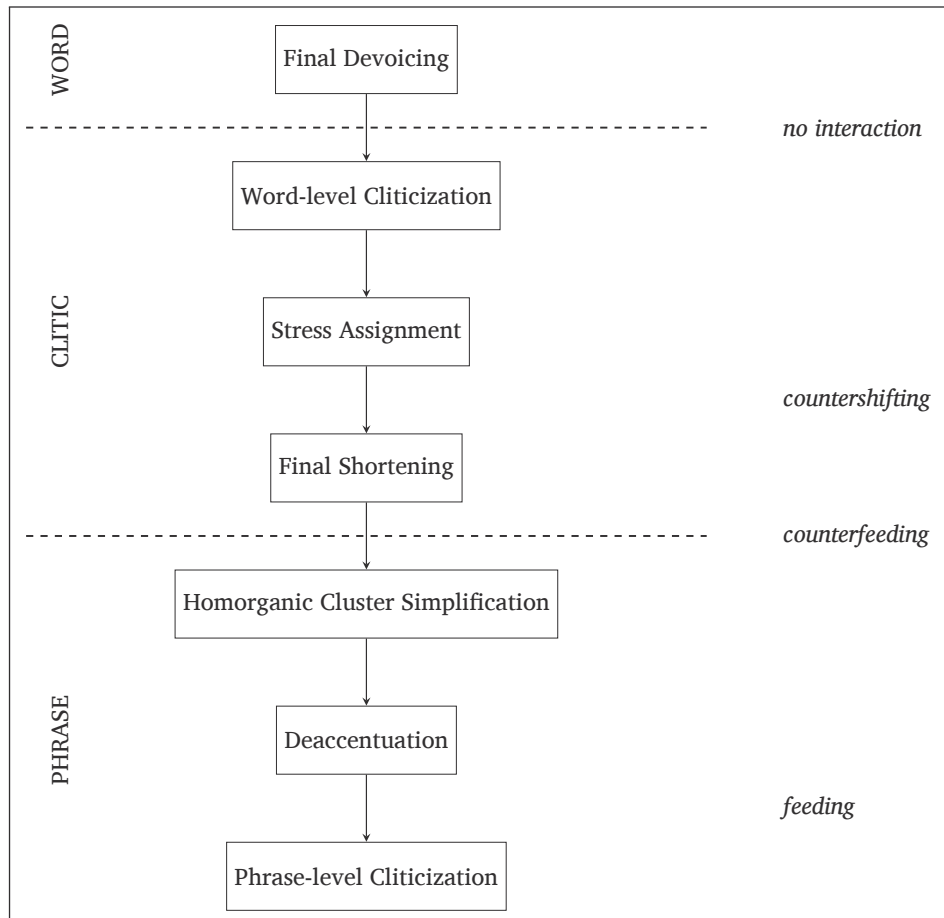 WORD
Final Devoicing
no interaction
CLITIC
Word-level Cliticization
Stress Assignment
countershifting
Final Shortening
counterfeeding
PHRASE
Homorganic Cluster Simplification
Deaccentuation
feeding
Phrase-level Cliticization